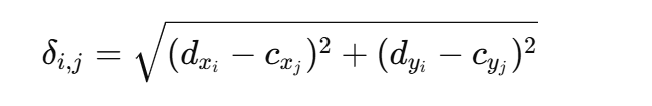 δ_{i,j} = √((d_{x_i} − c_{x_j})² + (d_{y_i} − c_{y_j})²)